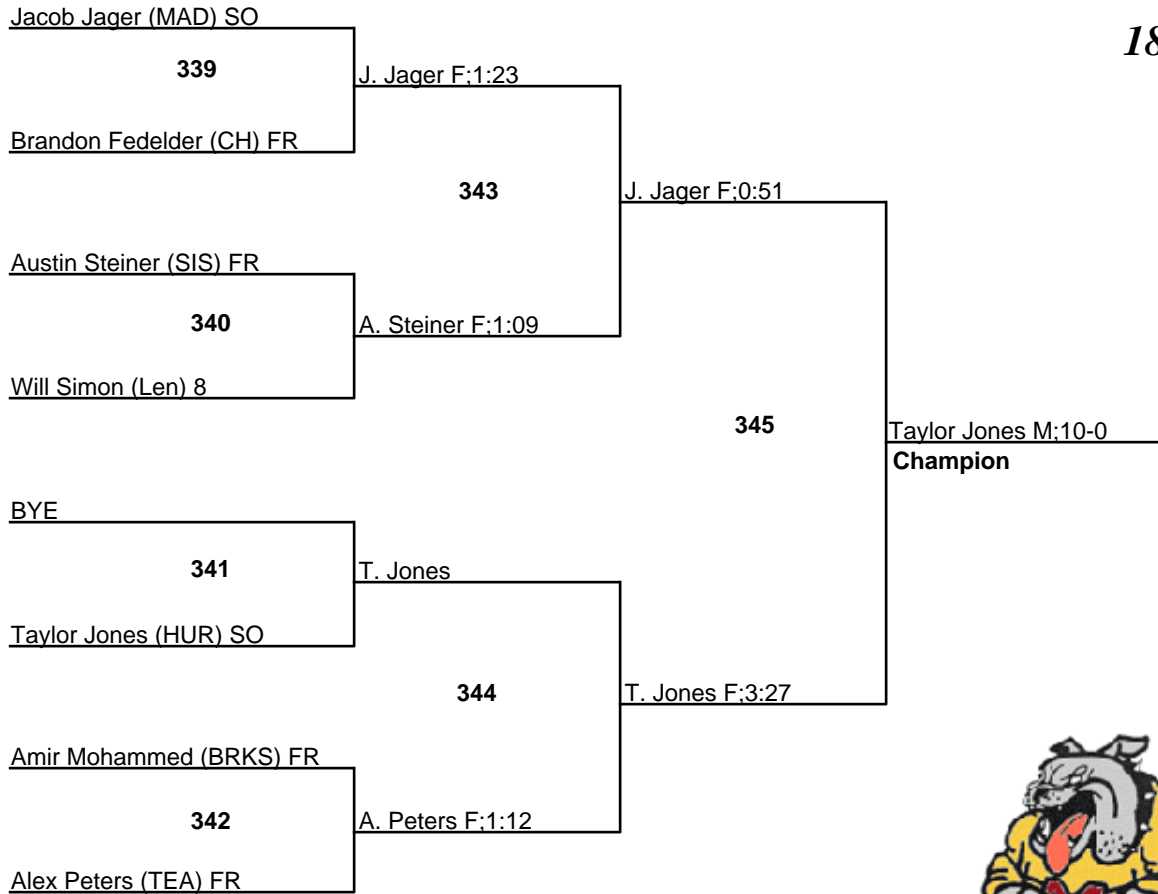 Jacob Jager (MAD) SO
18
339
J. Jager F;1:23
Brandon Fedelder (CH) FR
343
J. Jager F;0:51
Austin Steiner (SIS) FR
340
A. Steiner F;1:09
Will Simon (Len) 8
345
Taylor Jones M;10-0
Champion
BYE
341
T. Jones
Taylor Jones (HUR) SO
344
T. Jones F;3:27
Amir Mohammed (BRKS) FR
342
A. Peters F;1:12
Alex Peters (TEA) FR